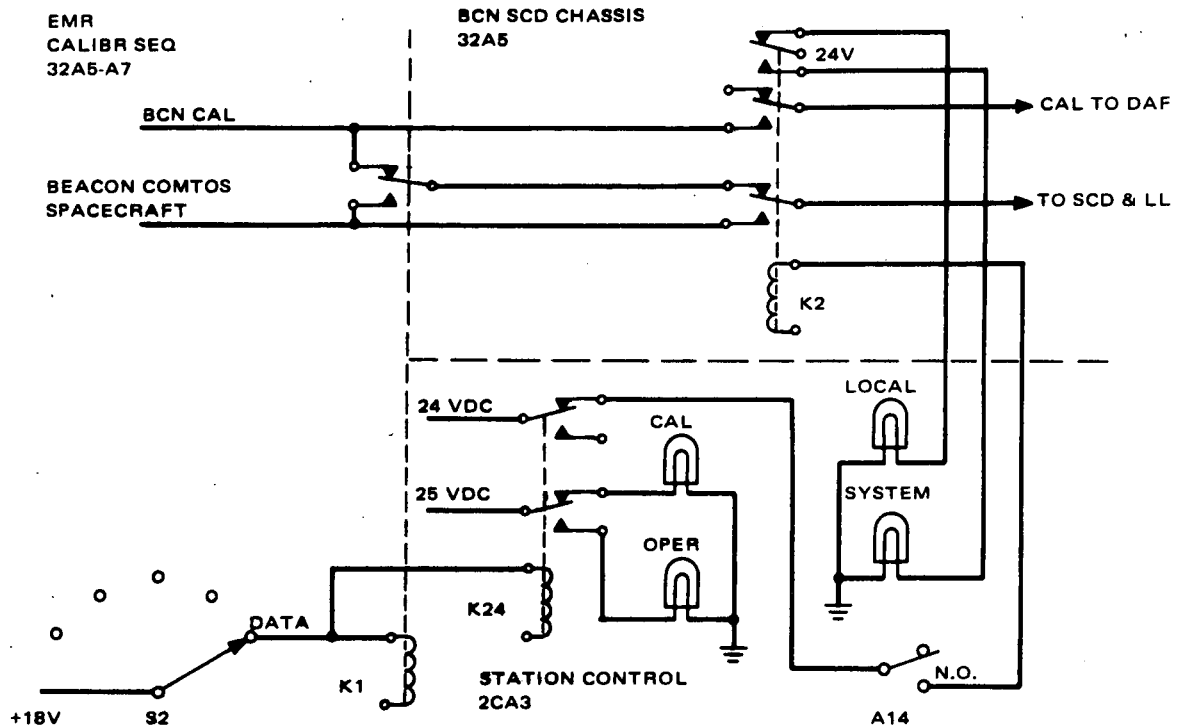 EMR
CALIBR SEQ
32A5-A7
BCN SCD CHASSIS
32A5
24V
BCN CAL
CAL TO DAF
BEACON COMTOS
SPACECRAFT
TO SCD & LL
K2
LOCAL
24 VDC
CAL
SYSTEM
25 VDC
OPER
K24
DATA
K1
STATION CONTROL
2CA3
N.O.
+18V
S2
A14